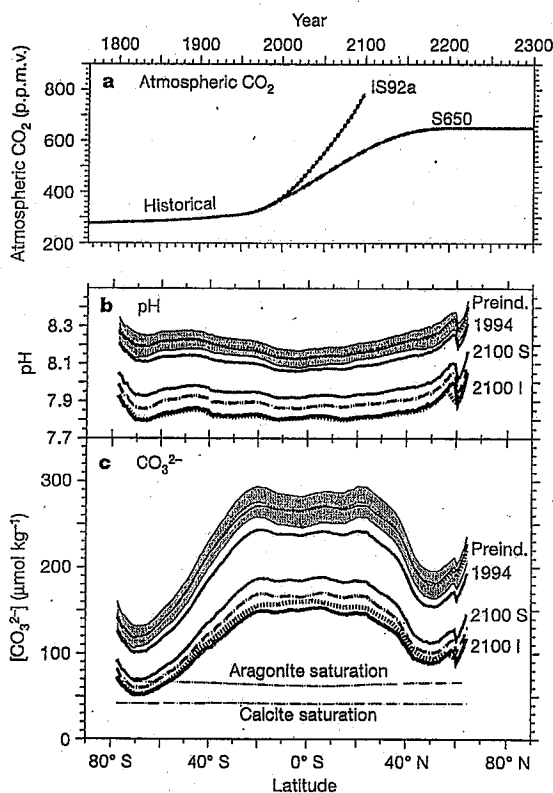 Year
1800 1900 2000 2100 2200 2300
a Atmospheric CO₂
IS92a
S650
Historical
Atmospheric CO₂ (p.p.m.v.)
800
600
400
200
b pH
Preind.
1994
2100 S
2100 I
pH
8.3
8.1
7.9
7.7
c CO₃²⁻
Preind.
1994
2100 S
2100 I
Aragonite saturation
Calcite saturation
[CO₃²⁻] (μmol kg⁻¹)
300
200
100
0
80° S 40° S 0° S 40° N 80° N
Latitude